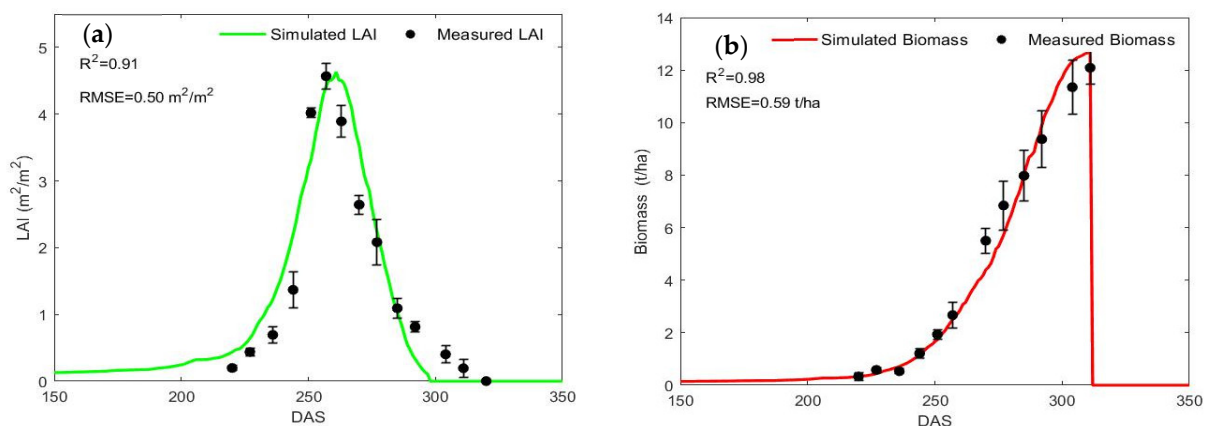 (a)
Simulated LAI
Measured LAI
R²=0.91
RMSE=0.50 m²/m²
LAI (m²/m²)
5
4
3
2
1
0
150 200 250 300 350
DAS
(b)
Simulated Biomass
Measured Biomass
R²=0.98
RMSE=0.59 t/ha
Biomass (t/ha)
14
12
10
8
6
4
2
0
150 200 250 300 350
DAS